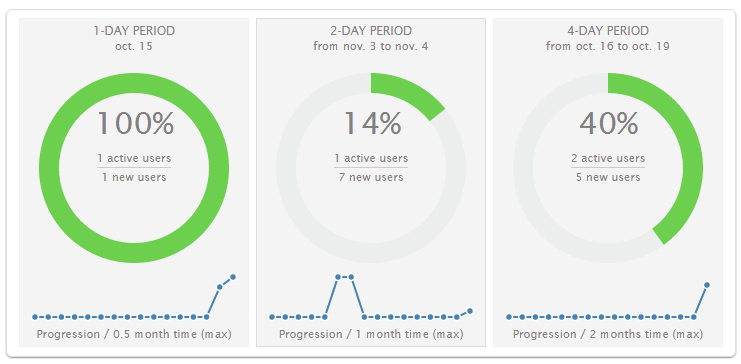 1-DAY PERIOD
oct. 15
100%
1 active users
1 new users
Progression / 0.5 month time (max)
2-DAY PERIOD
from nov. 3 to nov. 4
14%
1 active users
7 new users
Progression / 1 month time (max)
4-DAY PERIOD
from oct. 16 to oct. 19
40%
2 active users
5 new users
Progression / 2 months time (max)